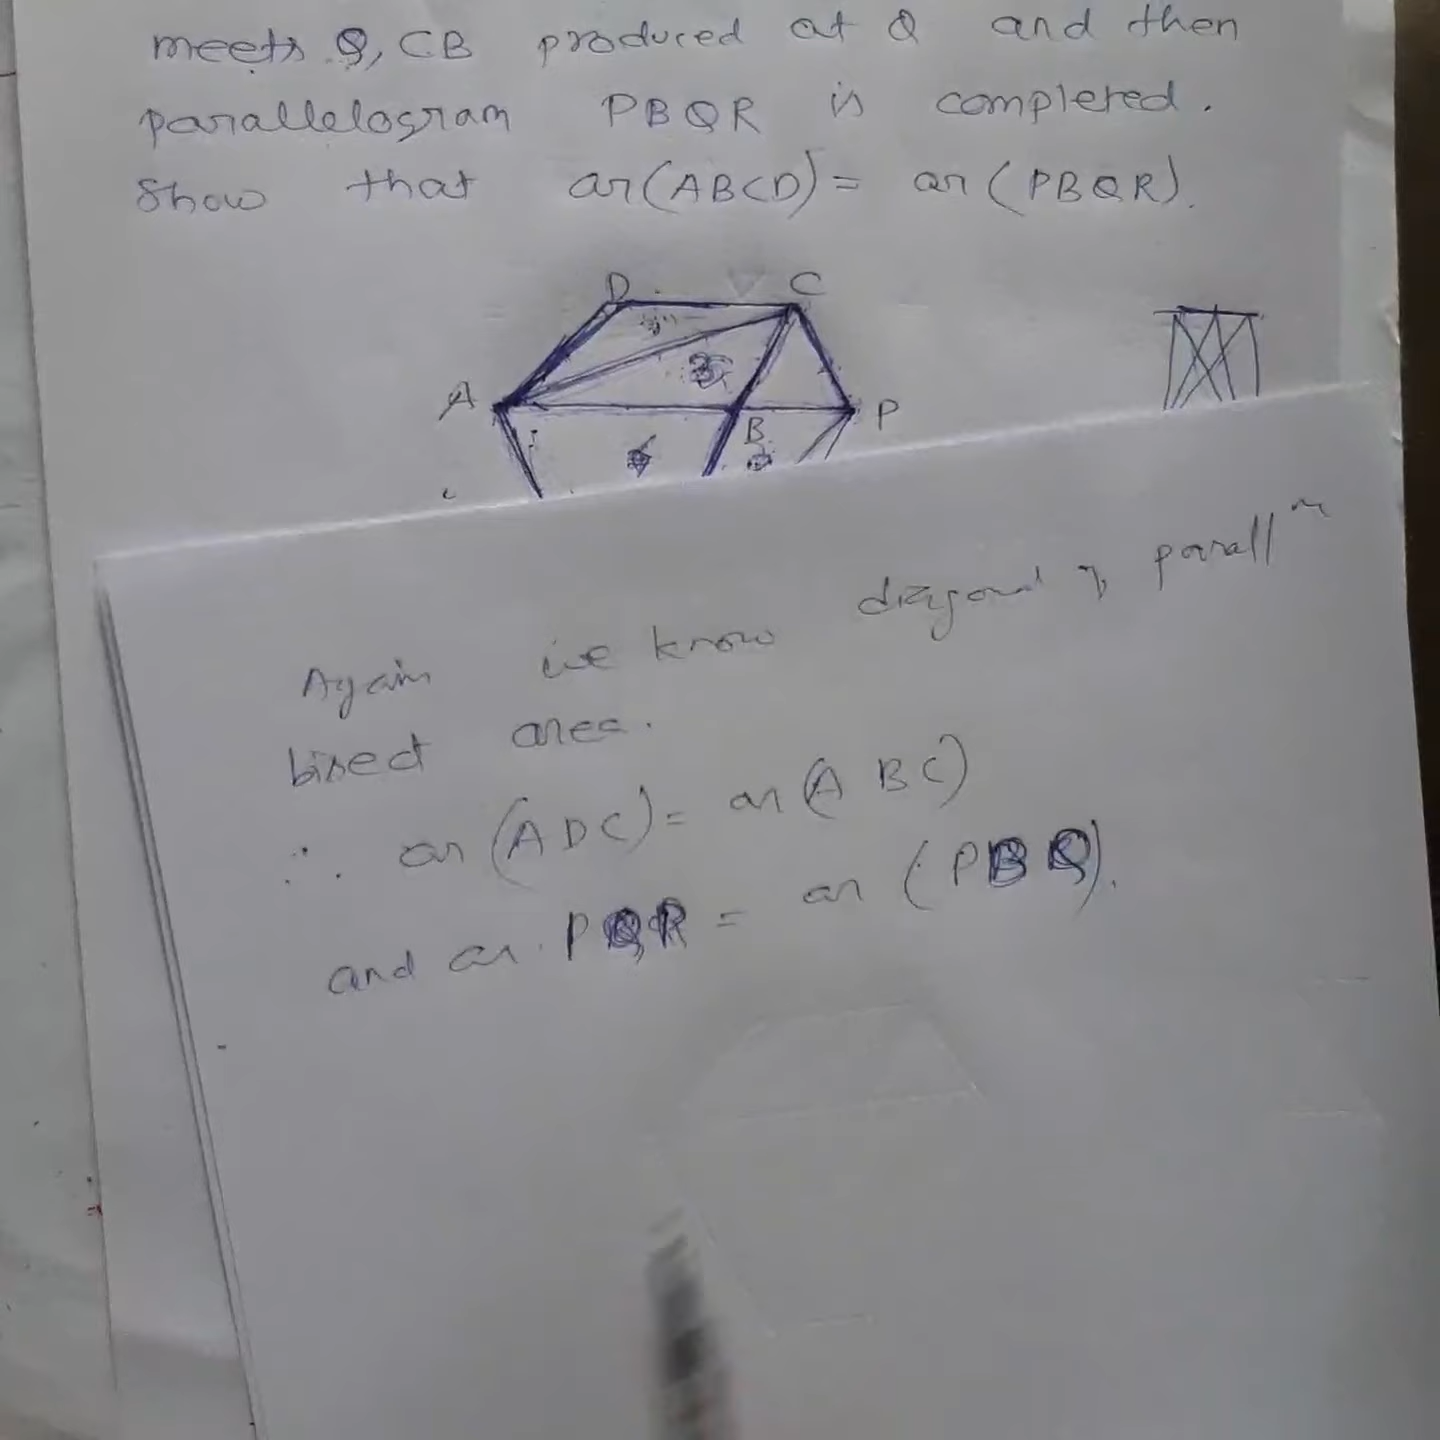 meets Q, CB produced at Q and then
parallelogram PBQR is completed.
Show that ar(ABCD) = ar(PBQR).
D C
A B P
Again we know diagonal of parall^m
bisect area.
∴ ar(ADC) = ar(ABC)
and ar. PQR = ar (PBQ).